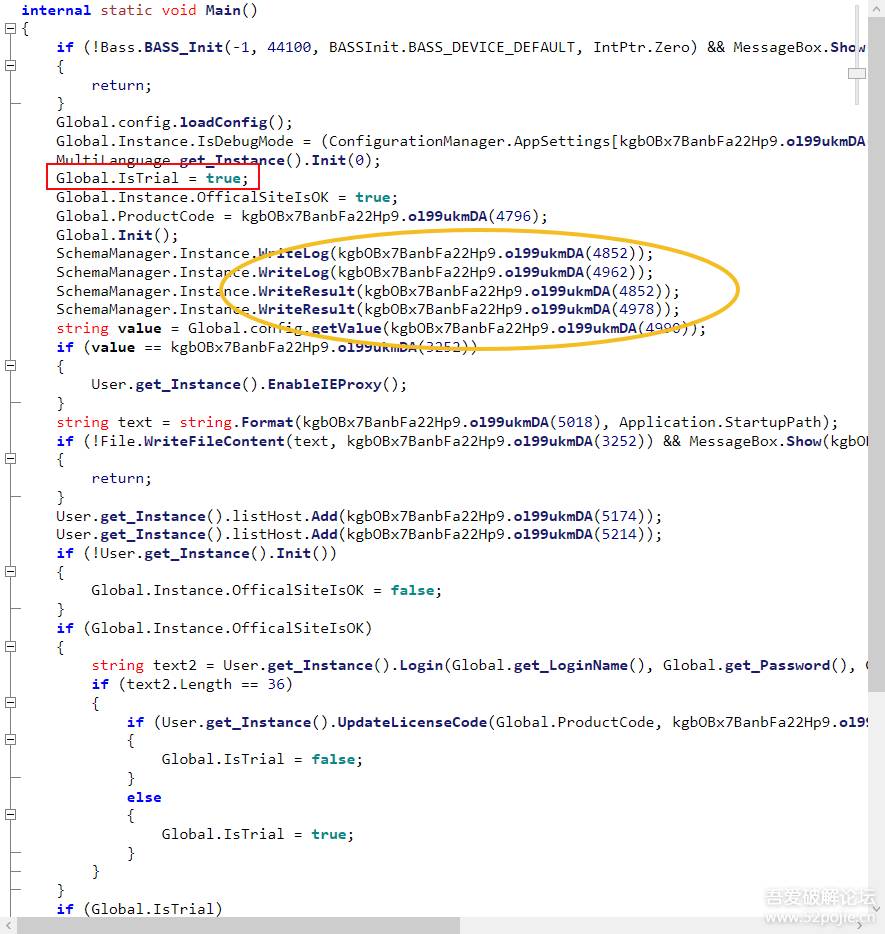 internal static void Main()
{
if (!Bass.BASS_Init(-1, 44100, BASSInit.BASS_DEVICE_DEFAULT, IntPtr.Zero) && MessageBox.Show
{
return;
}
Global.config.loadConfig();
Global.Instance.IsDebugMode = (ConfigurationManager.AppSettings[kgbOBx7BanbFa22Hp9.ol99ukmDA
MultiLanguage.get_Instance().Init(0);
Global.IsTrial = true;
Global.Instance.OfficalSiteIsOK = true;
Global.ProductCode = kgbOBx7BanbFa22Hp9.ol99ukmDA(4796);
Global.Init();
SchemaManager.Instance.WriteLog(kgbOBx7BanbFa22Hp9.ol99ukmDA(4852));
SchemaManager.Instance.WriteLog(kgbOBx7BanbFa22Hp9.ol99ukmDA(4962));
SchemaManager.Instance.WriteResult(kgbOBx7BanbFa22Hp9.ol99ukmDA(4852));
SchemaManager.Instance.WriteResult(kgbOBx7BanbFa22Hp9.ol99ukmDA(4978));
string value = Global.config.getValue(kgbOBx7BanbFa22Hp9.ol99ukmDA(4998));
if (value == kgbOBx7BanbFa22Hp9.ol99ukmDA(3252))
{
User.get_Instance().EnableIEProxy();
}
string text = string.Format(kgbOBx7BanbFa22Hp9.ol99ukmDA(5018), Application.StartupPath);
if (!File.WriteFileContent(text, kgbOBx7BanbFa22Hp9.ol99ukmDA(3252)) && MessageBox.Show(kgbO
{
return;
}
User.get_Instance().listHost.Add(kgbOBx7BanbFa22Hp9.ol99ukmDA(5174));
User.get_Instance().listHost.Add(kgbOBx7BanbFa22Hp9.ol99ukmDA(5214));
if (!User.get_Instance().Init())
{
Global.Instance.OfficalSiteIsOK = false;
}
if (Global.Instance.OfficalSiteIsOK)
{
string text2 = User.get_Instance().Login(Global.get_LoginName(), Global.get_Password(),
if (text2.Length == 36)
{
if (User.get_Instance().UpdateLicenseCode(Global.ProductCode, kgbOBx7BanbFa22Hp9.ol99
{
Global.IsTrial = false;
}
else
{
Global.IsTrial = true;
}
}
}
if (Global.IsTrial)
吾爱破解论坛
www.52pojie.cn